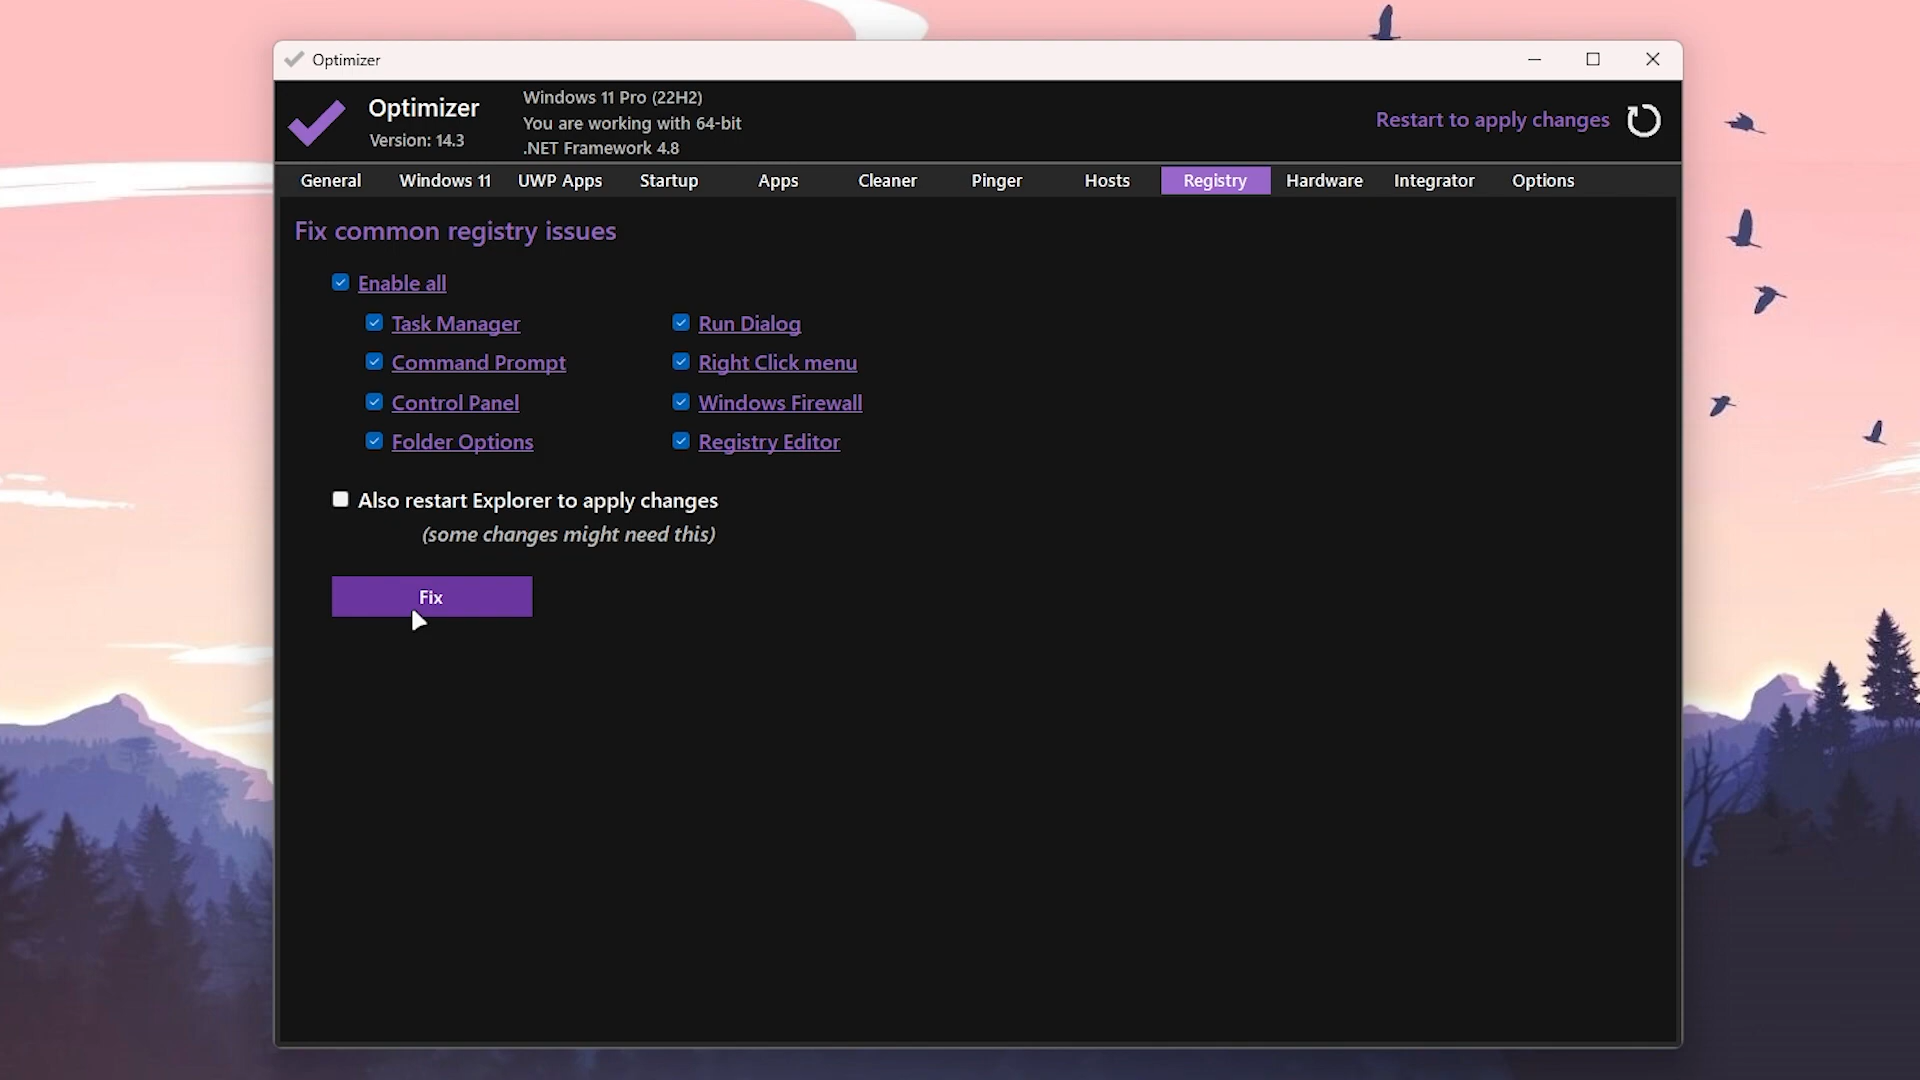 Optimizer
Optimizer
Version: 14.3
Windows 11 Pro (22H2)
You are working with 64-bit
.NET Framework 4.8
Restart to apply changes
General Windows 11 UWP Apps Startup Apps Cleaner Pinger Hosts Registry Hardware Integrator Options
Fix common registry issues
Enable all
Task Manager Run Dialog
Command Prompt Right Click menu
Control Panel Windows Firewall
Folder Options Registry Editor
Also restart Explorer to apply changes
(some changes might need this)
Fix